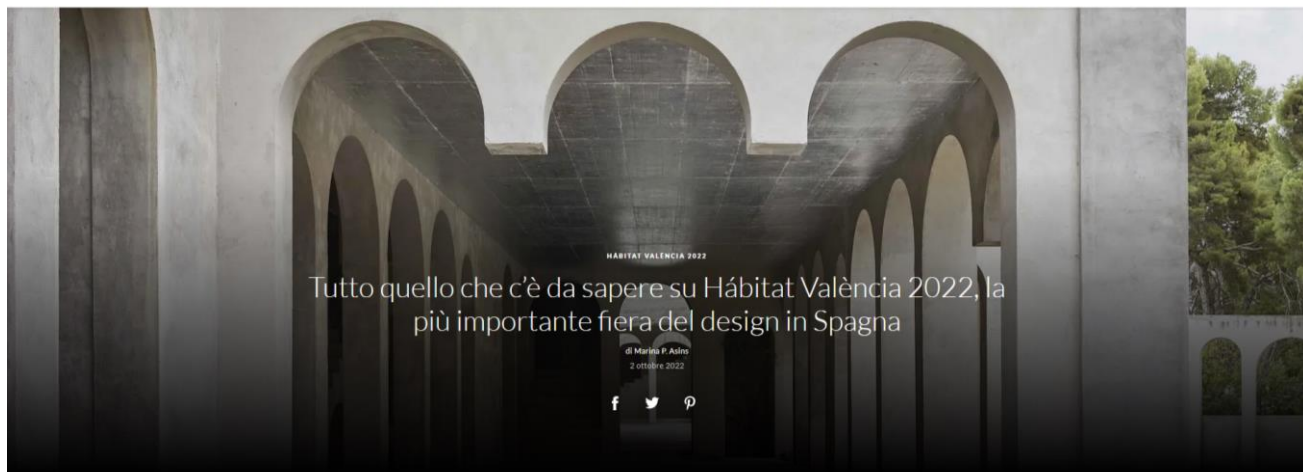 HÁBITAT VALÈNCIA 2022
Tutto quello che c'è da sapere su Hábitat València 2022, la
più importante fiera del design in Spagna
di Marina P. Asins
2 ottobre 2022